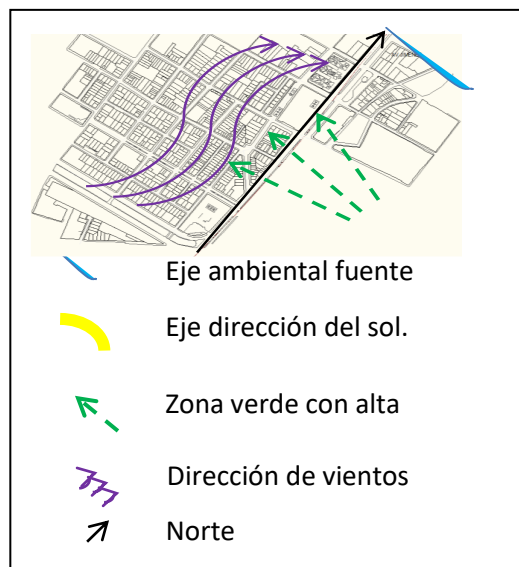 Eje ambiental fuente
Eje dirección del sol.
Zona verde con alta
Dirección de vientos
Norte